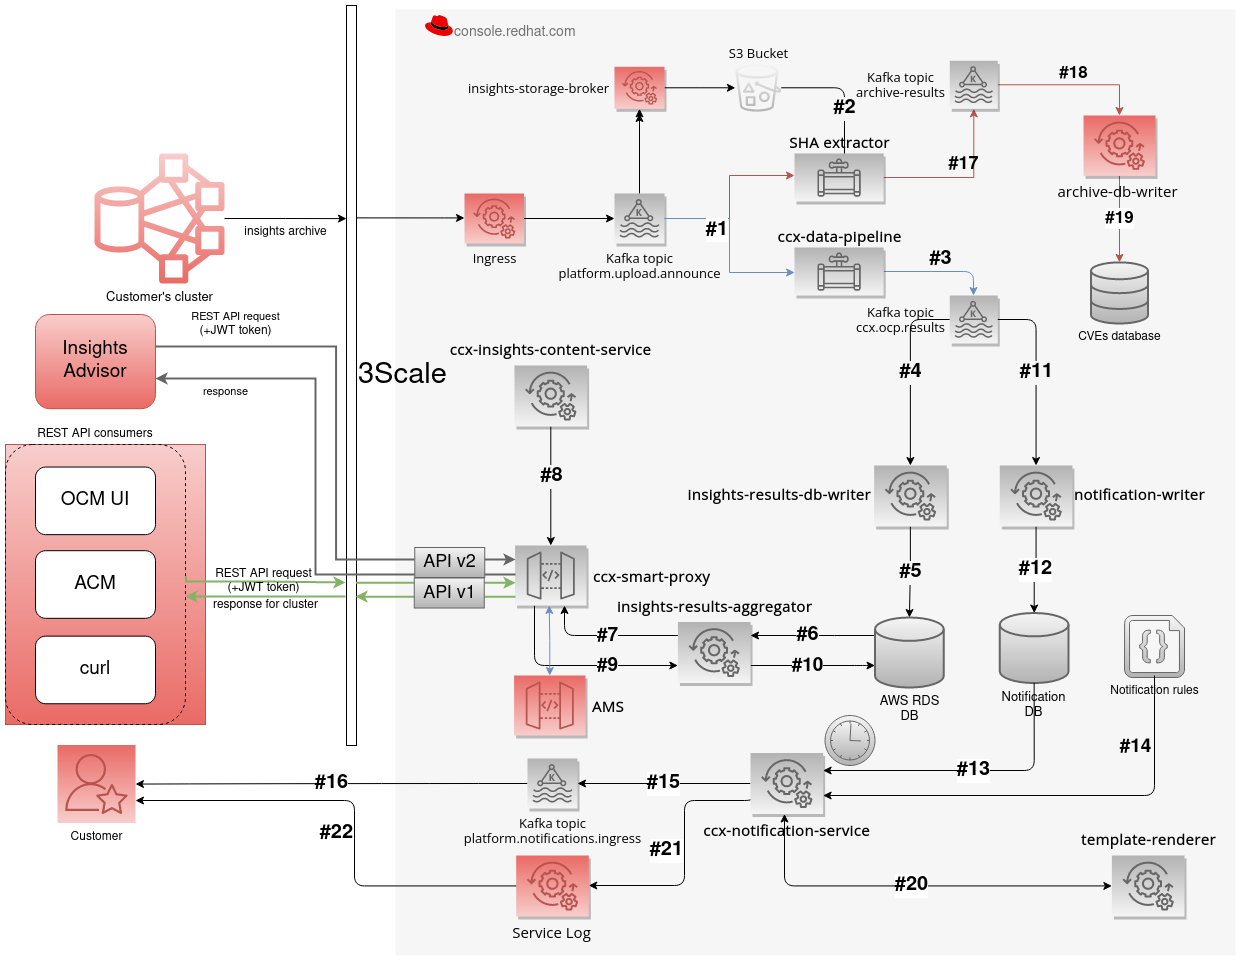 console.redhat.com
S3 Bucket
insights-storage-broker
#2
Kafka topic
archive-results
#18
SHA extractor
#17
archive-db-writer
#19
insights archive
Ingress
#1
Kafka topic
platform.upload.announce
ccx-data-pipeline
#3
Customer's cluster
REST API request
(+JWT token)
Kafka topic
ccx.ocp.results
CVEs database
Insights
Advisor
response
3Scale
ccx-insights-content-service
#4
#11
REST API consumers
#8
OCM UI
insights-results-db-writer
notification-writer
API v2
ACM
REST API request
(+JWT token)
response for cluster
API v1
ccx-smart-proxy
#5
#12
insights-results-aggregator
#7
#6
#9
#10
curl
AMS
AWS RDS
DB
Notification
DB
Notification rules
#14
#13
#16
#15
Customer
Kafka topic
platform.notifications.ingress
ccx-notification-service
#22
#21
template-renderer
#20
Service Log
K
K
K
K